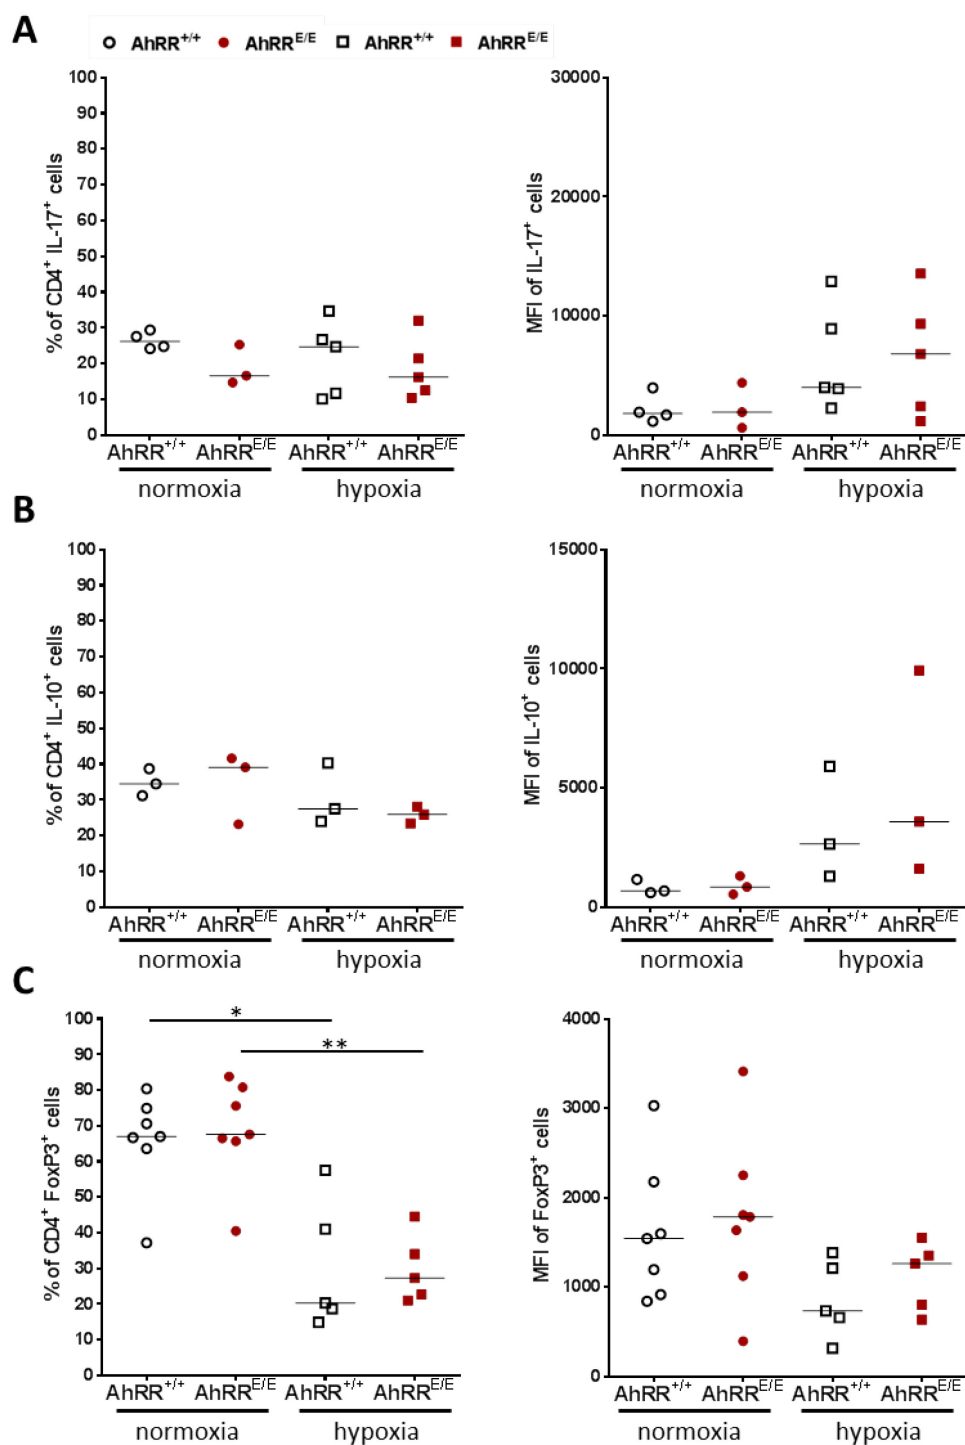 A
AhRR+/+ AhRRE/E AhRR+/+ AhRRE/E
% of CD4+ IL-17+ cells
100
90
80
70
60
50
40
30
20
10
0
AhRR+/+ AhRRE/E AhRR+/+ AhRRE/E
normoxia hypoxia
MFI of IL-17+ cells
30000
20000
10000
0
AhRR+/+ AhRRE/E AhRR+/+ AhRRE/E
normoxia hypoxia
B
% of CD4+ IL-10+ cells
100
90
80
70
60
50
40
30
20
10
0
AhRR+/+ AhRRE/E AhRR+/+ AhRRE/E
normoxia hypoxia
MFI of IL-10+ cells
15000
10000
5000
0
AhRR+/+ AhRRE/E AhRR+/+ AhRRE/E
normoxia hypoxia
C
% of CD4+ FoxP3+ cells
100
90
80
70
60
50
40
30
20
10
0
*
**
AhRR+/+ AhRRE/E AhRR+/+ AhRRE/E
normoxia hypoxia
MFI of FoxP3+ cells
4000
3000
2000
1000
0
AhRR+/+ AhRRE/E AhRR+/+ AhRRE/E
normoxia hypoxia